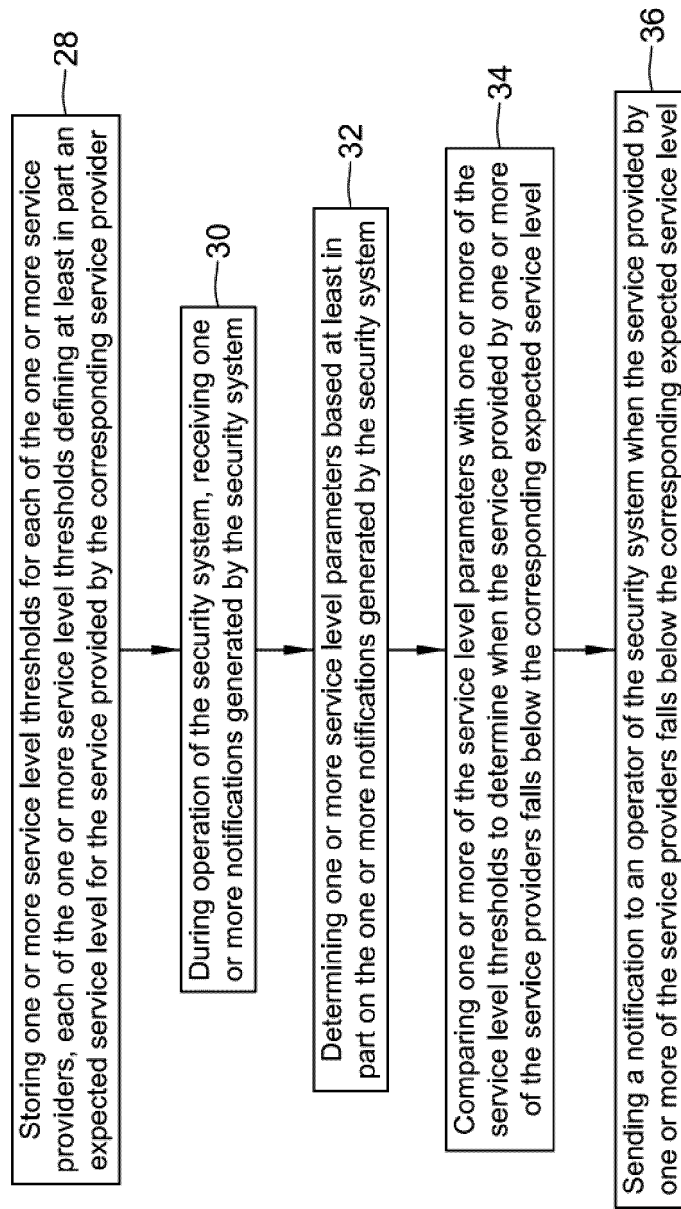 Storing one or more service level thresholds for each of the one or more service
providers, each of the one or more service level thresholds defining at least in part an
expected service level for the service provided by the corresponding service provider
28
During operation of the security system, receiving one
or more notifications generated by the security system
30
Determining one or more service level parameters based at least in
part on the one or more notifications generated by the security system
32
Comparing one or more of the service level parameters with one or more of the
service level thresholds to determine when the service provided by one or more
of the service providers falls below the corresponding expected service level
34
Sending a notification to an operator of the security system when the service provided by
one or more of the service providers falls below the corresponding expected service level
36